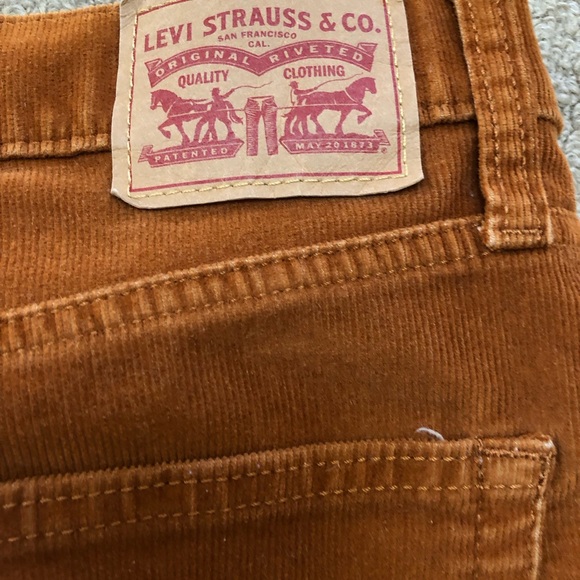 LEVI STRAUSS & CO.
SAN FRANCISCO
CAL.
ORIGINAL RIVETED
QUALITY CLOTHING
PATENTED MAY 20 1873